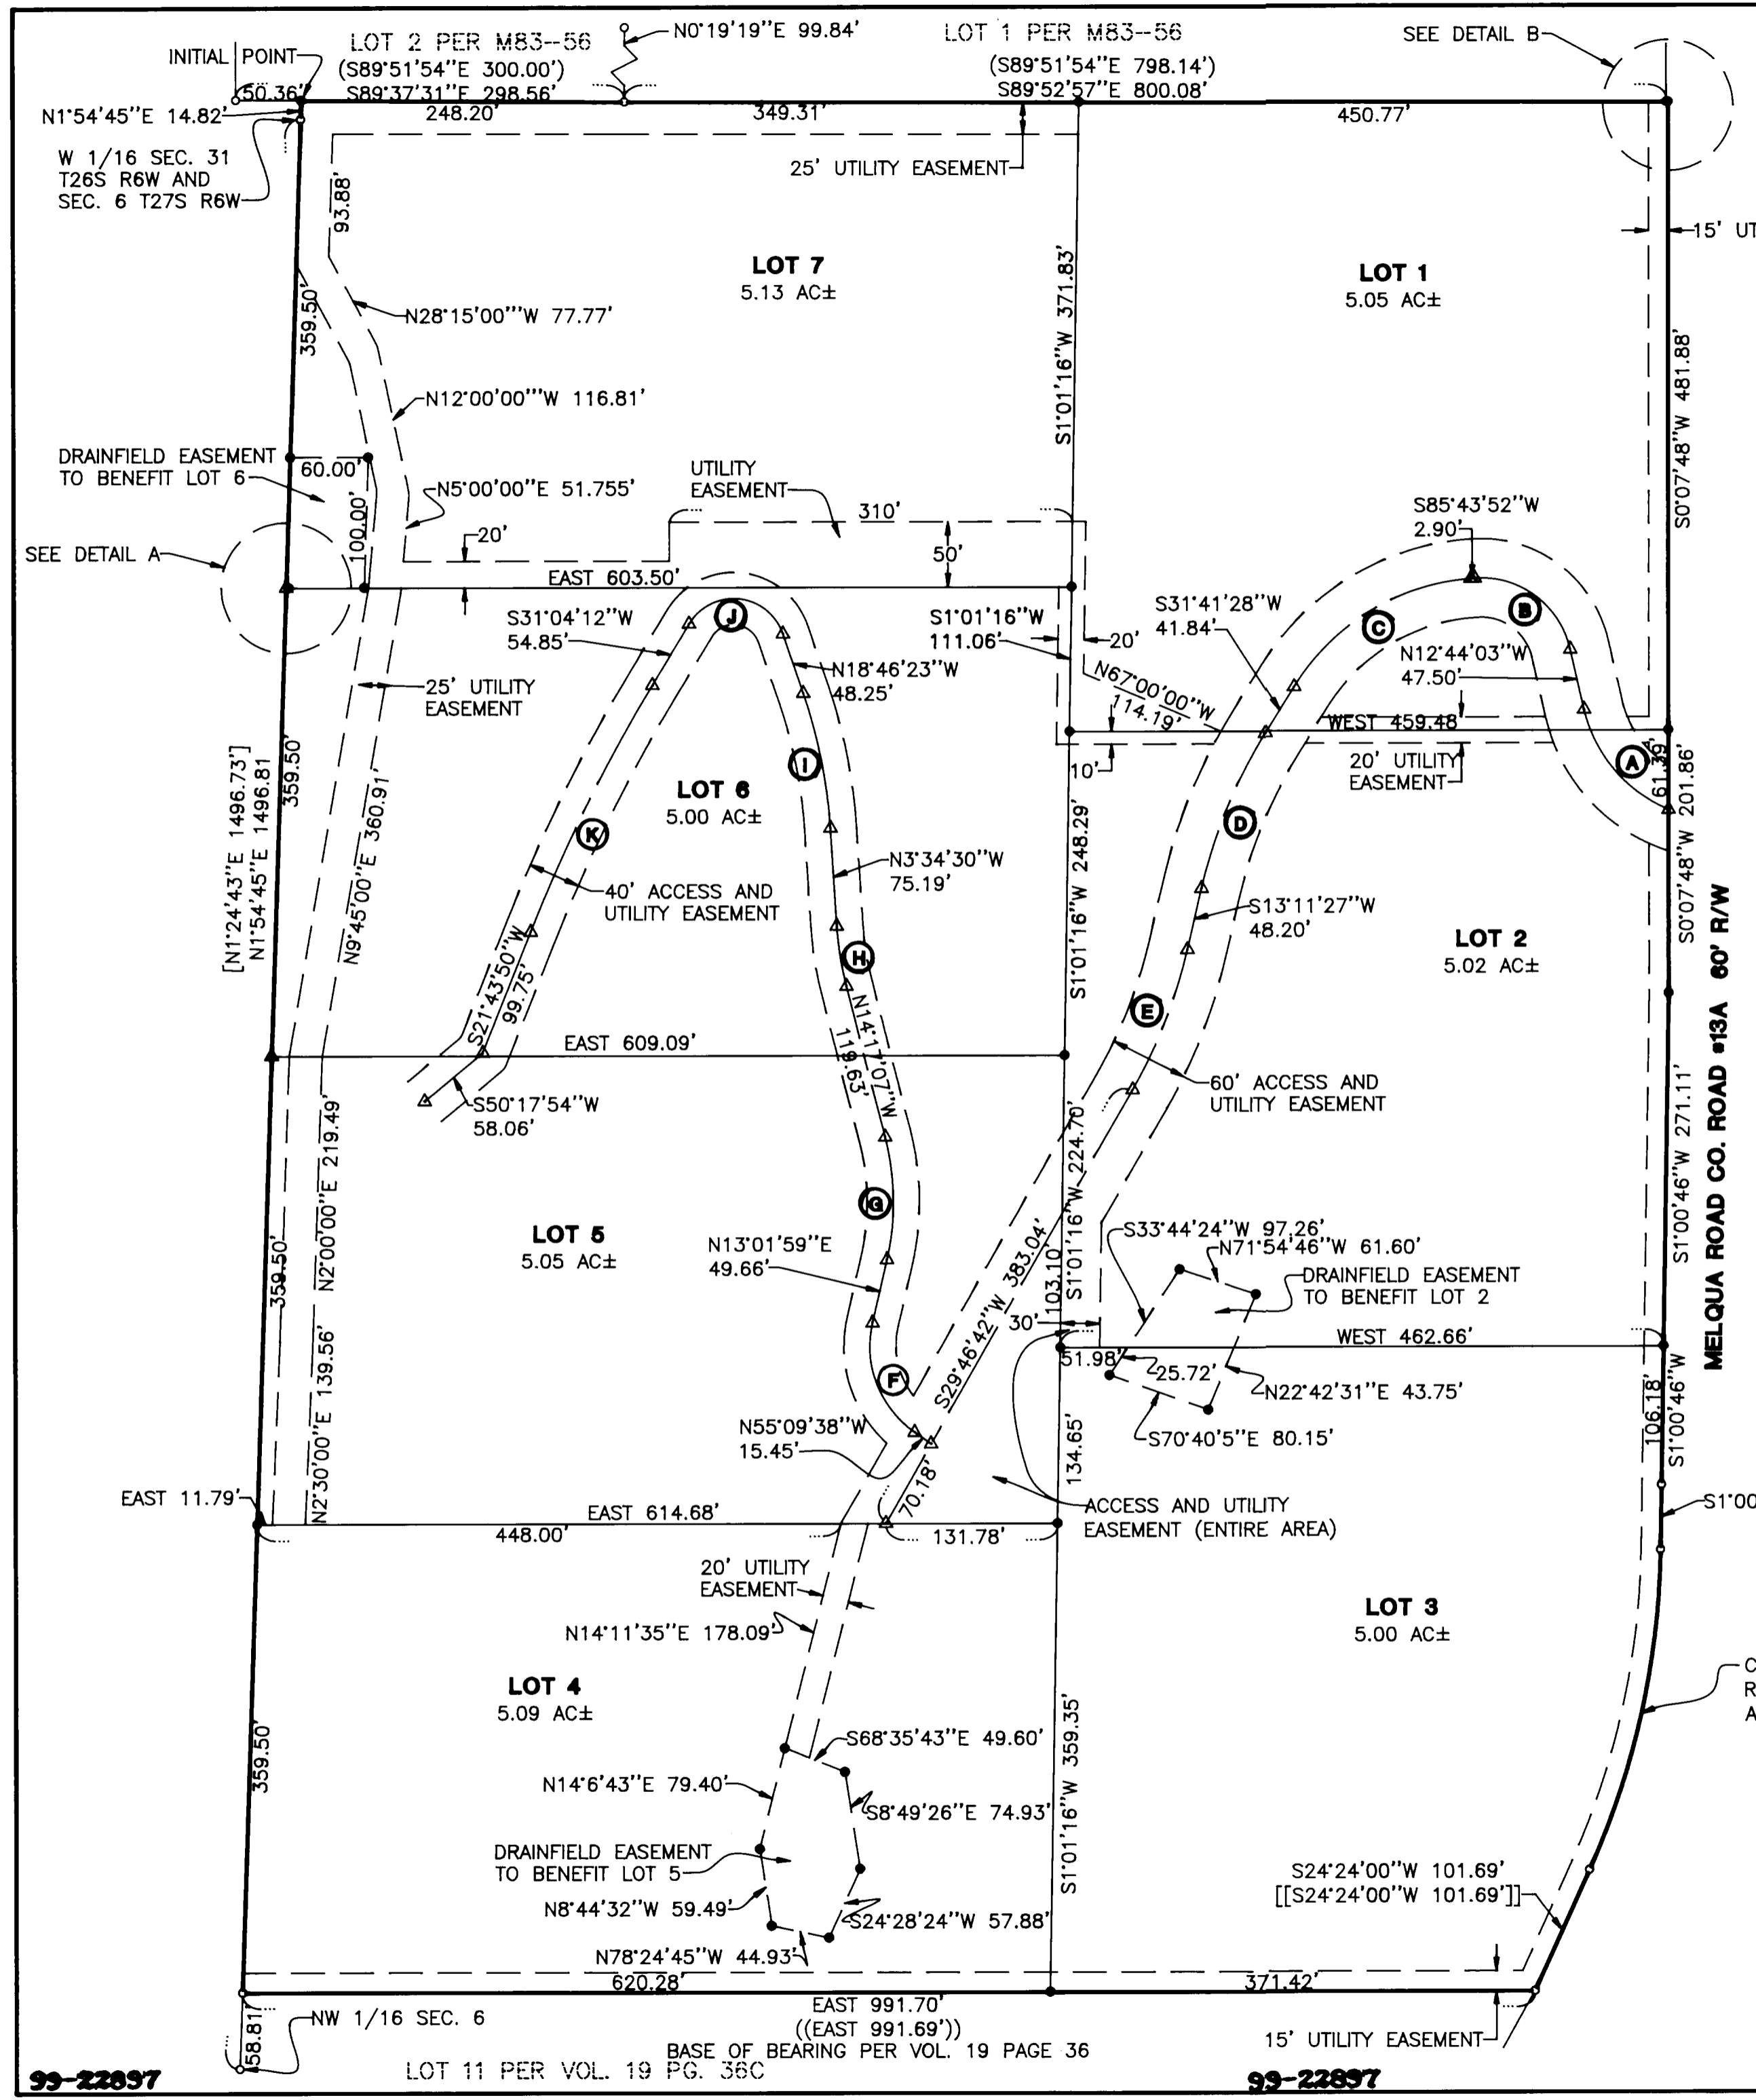 LOT 2 PER M83--56
(S89°51'54"E 300.00')
S89°37'31"E 298.56'
N0°19'19"E 99.84'
LOT 1 PER M83--56
(S89°51'54"E 798.14')
S89°52'57"E 800.08'
SEE DETAIL B
INITIAL POINT
50.36'
248.20'
349.31'
450.77'
N1°54'45"E 14.82'
W 1/16 SEC. 31
T26S R6W AND
SEC. 6 T27S R6W
25' UTILITY EASEMENT
93.88'
15' UT
LOT 7
5.13 AC±
LOT 1
5.05 AC±
359.50'
N28°15'00'''W 77.77'
S1°01'16"W 371.83'
S0°07'48"W 481.88'
N12°00'00'''W 116.81'
DRAINFIELD EASEMENT
TO BENEFIT LOT 6
60.00'
100.00'
N5°00'00"E 51.755'
UTILITY
EASEMENT
310'
50'
20'
SEE DETAIL A
EAST 603.50'
S85°43'52"W
2.90'
S31°04'12"W
54.85'
J
S1°01'16"W
111.06'
20'
S31°41'28"W
41.84'
C
B
N12°44'03"W
47.50'
N18°46'23"W
48.25'
N67°00'00"W
114.19'
25' UTILITY
EASEMENT
WEST 459.48'
10'
20' UTILITY
EASEMENT
A
61.39'
S0°07'48"W 201.86'
I
LOT 6
5.00 AC±
[N1°24'43"E 1496.73']
N1°54'45"E 1496.81
359.50'
N9°45'00"E 360.91'
K
D
S1°01'16"W 248.29'
N3°34'30"W
75.19'
40' ACCESS AND
UTILITY EASEMENT
S13°11'27"W
48.20'
LOT 2
5.02 AC±
S21°43'50"W
99.75'
H
N14°17'07"W
119.63'
E
EAST 609.09'
60' ACCESS AND
UTILITY EASEMENT
S50°17'54"W
58.06'
MELQUA ROAD CO. ROAD #13A 60' R/W
S1°00'46"W 271.11'
N2°00'00"E 219.49'
S1°01'16"W 224.70'
G
LOT 5
5.05 AC±
N13°01'59"E
49.66'
S33°44'24"W 97.26'
N71°54'46"W 61.60'
DRAINFIELD EASEMENT
TO BENEFIT LOT 2
359.50'
103.10'
30'
S29°46'42"W 383.04'
WEST 462.66'
51.98'
25.72'
F
N22°42'31"E 43.75'
S70°40'5"E 80.15'
N2°30'00"E 139.56'
N55°09'38"W
15.45'
134.65'
106.18'
S1°00'46"W
70.18'
EAST 11.79'
EAST 614.68'
448.00'
131.78'
ACCESS AND UTILITY
EASEMENT (ENTIRE AREA)
S1°00
20' UTILITY
EASEMENT
N14°11'35"E 178.09'
LOT 3
5.00 AC±
LOT 4
5.09 AC±
C
R
A
359.50'
S1°01'16"W 359.35'
S68°35'43"E 49.60'
N14°6'43"E 79.40'
S8°49'26"E 74.93'
DRAINFIELD EASEMENT
TO BENEFIT LOT 5
N8°44'32"W 59.49'
S24°28'24"W 57.88'
N78°24'45"W 44.93'
S24°24'00"W 101.69'
[[S24°24'00"W 101.69']]
620.28'
371.42'
EAST 991.70'
((EAST 991.69'))
BASE OF BEARING PER VOL. 19 PAGE 36
NW 1/16 SEC. 6
58.81'
15' UTILITY EASEMENT
LOT 11 PER VOL. 19 PG. 36C
99-22897
99-22897